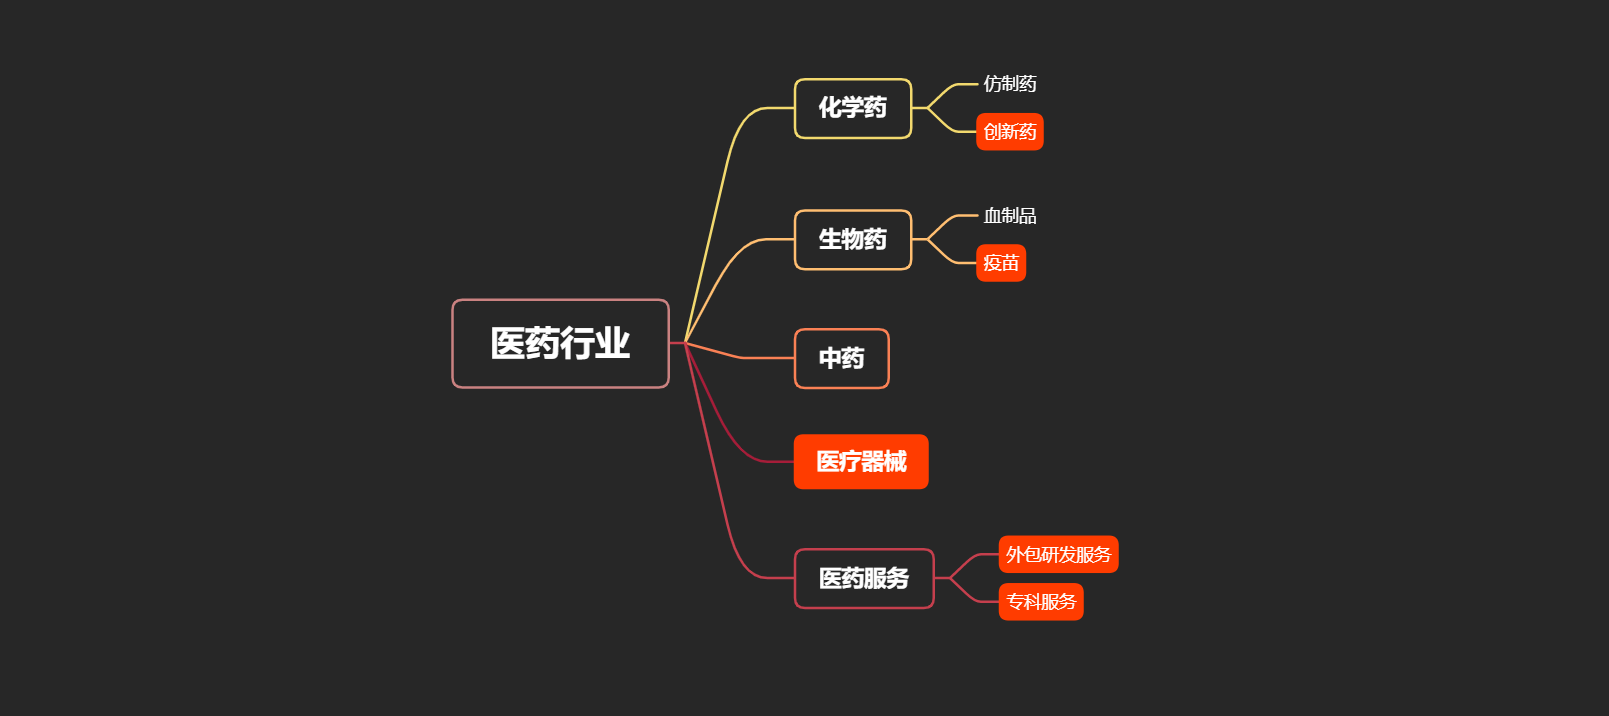 医药行业
化学药
仿制药
创新药
生物药
血制品
疫苗
中药
医疗器械
医药服务
外包研发服务
专科服务